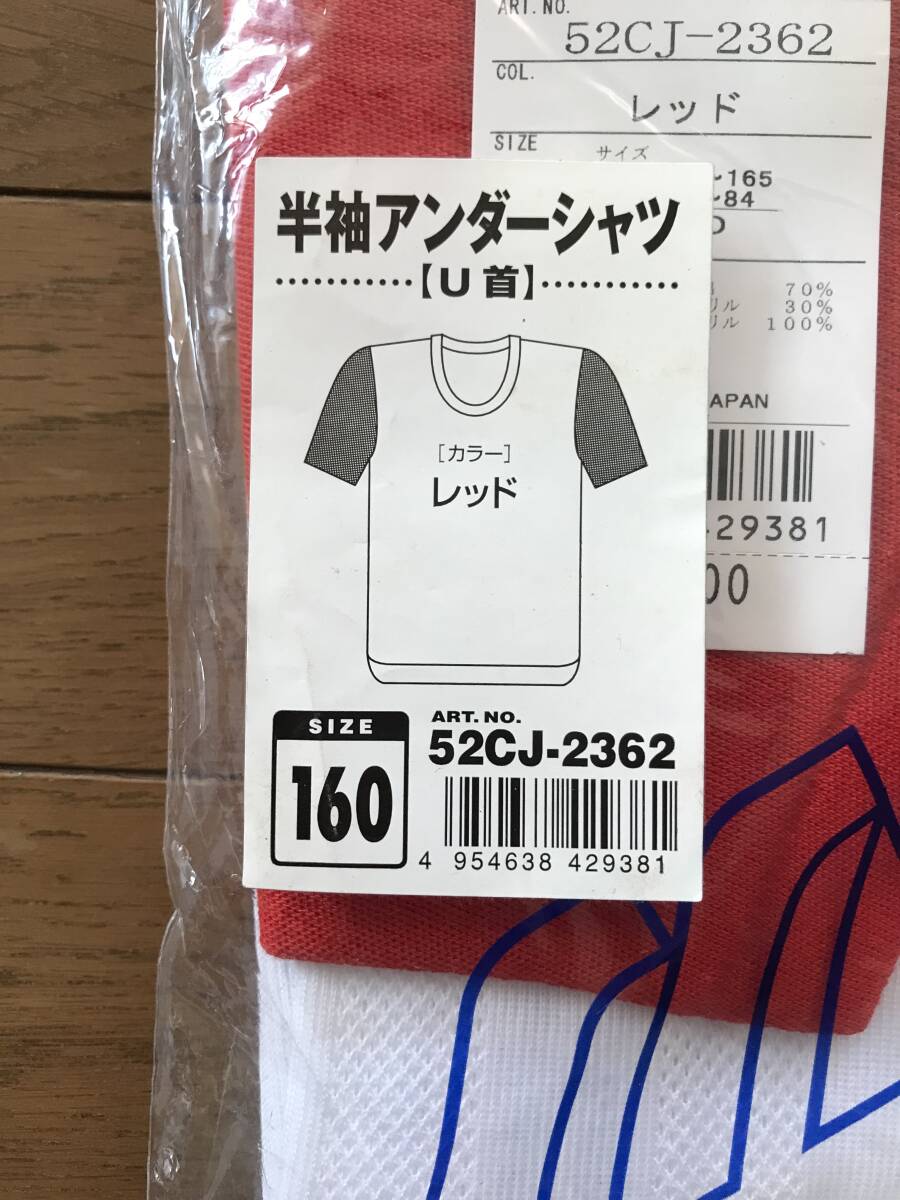 ART. NO.
52CJ-2362
COL.
レッド
SIZE
サイズ
~165
~84
70%
リル 30%
リル 100%
JAPAN
429381
00
半袖アンダーシャツ
【U首】
[カラー]
レッド
SIZE
160
ART. NO.
52CJ-2362
4 954638 429381